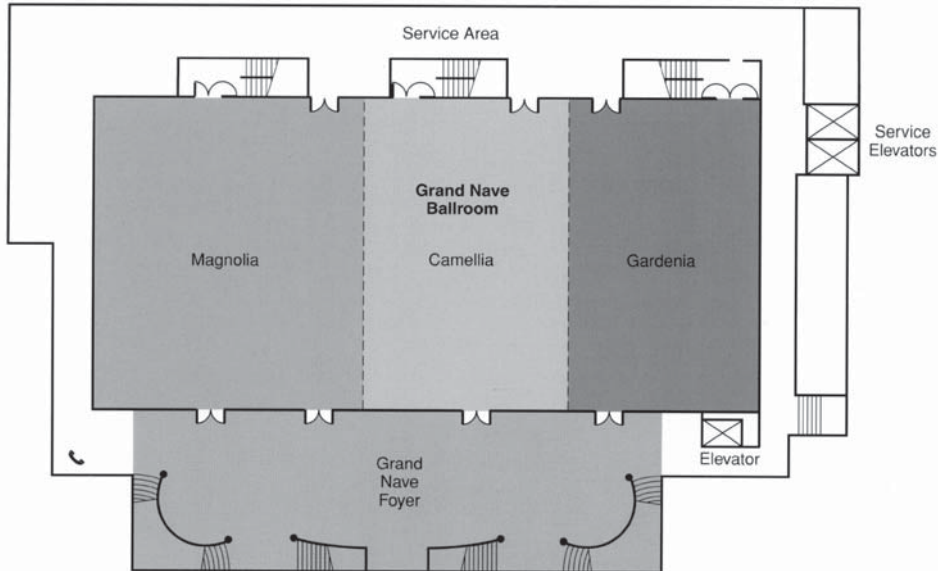 Service Area
Service
Elevators
Grand Nave
Ballroom
Magnolia
Camellia
Gardenia
Grand
Nave
Foyer
Elevator